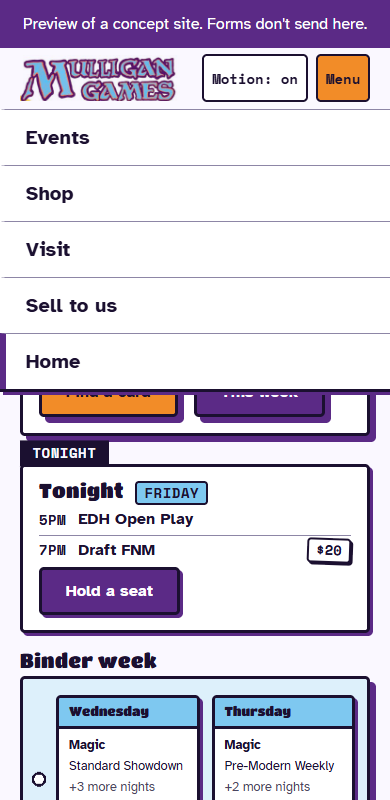 Preview of a concept site. Forms don't send here.
MULLIGAN
GAMES
Motion: on
Menu
Events
Shop
Visit
Sell to us
Home
TONIGHT
Tonight
FRIDAY
5PM EDH Open Play
7PM Draft FNM
$20
Hold a seat
Binder week
Wednesday
Thursday
Magic
Standard Showdown
+3 more nights
Magic
Pre-Modern Weekly
+2 more nights